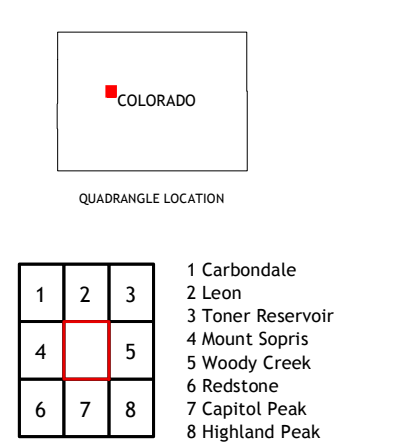 COLORADO
QUADRANGLE LOCATION
1 2 3
4 5
6 7 8
1 Carbondale
2 Leon
3 Toner Reservoir
4 Mount Sopris
5 Woody Creek
6 Redstone
7 Capitol Peak
8 Highland Peak